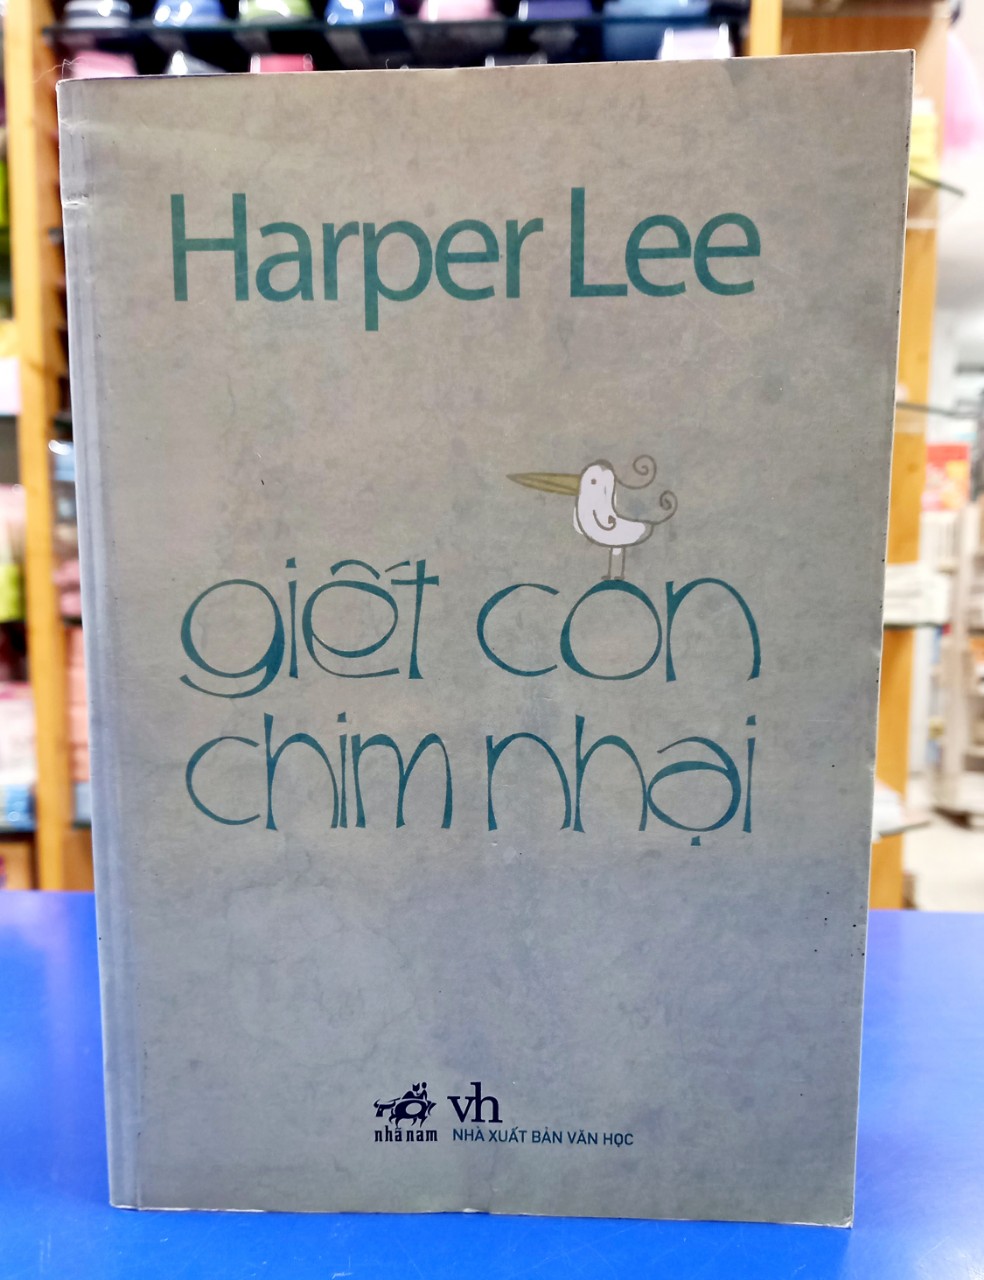 Harper Lee
giết con
chim nhại
nhã nam
vh
NHÀ XUẤT BẢN VĂN HỌC